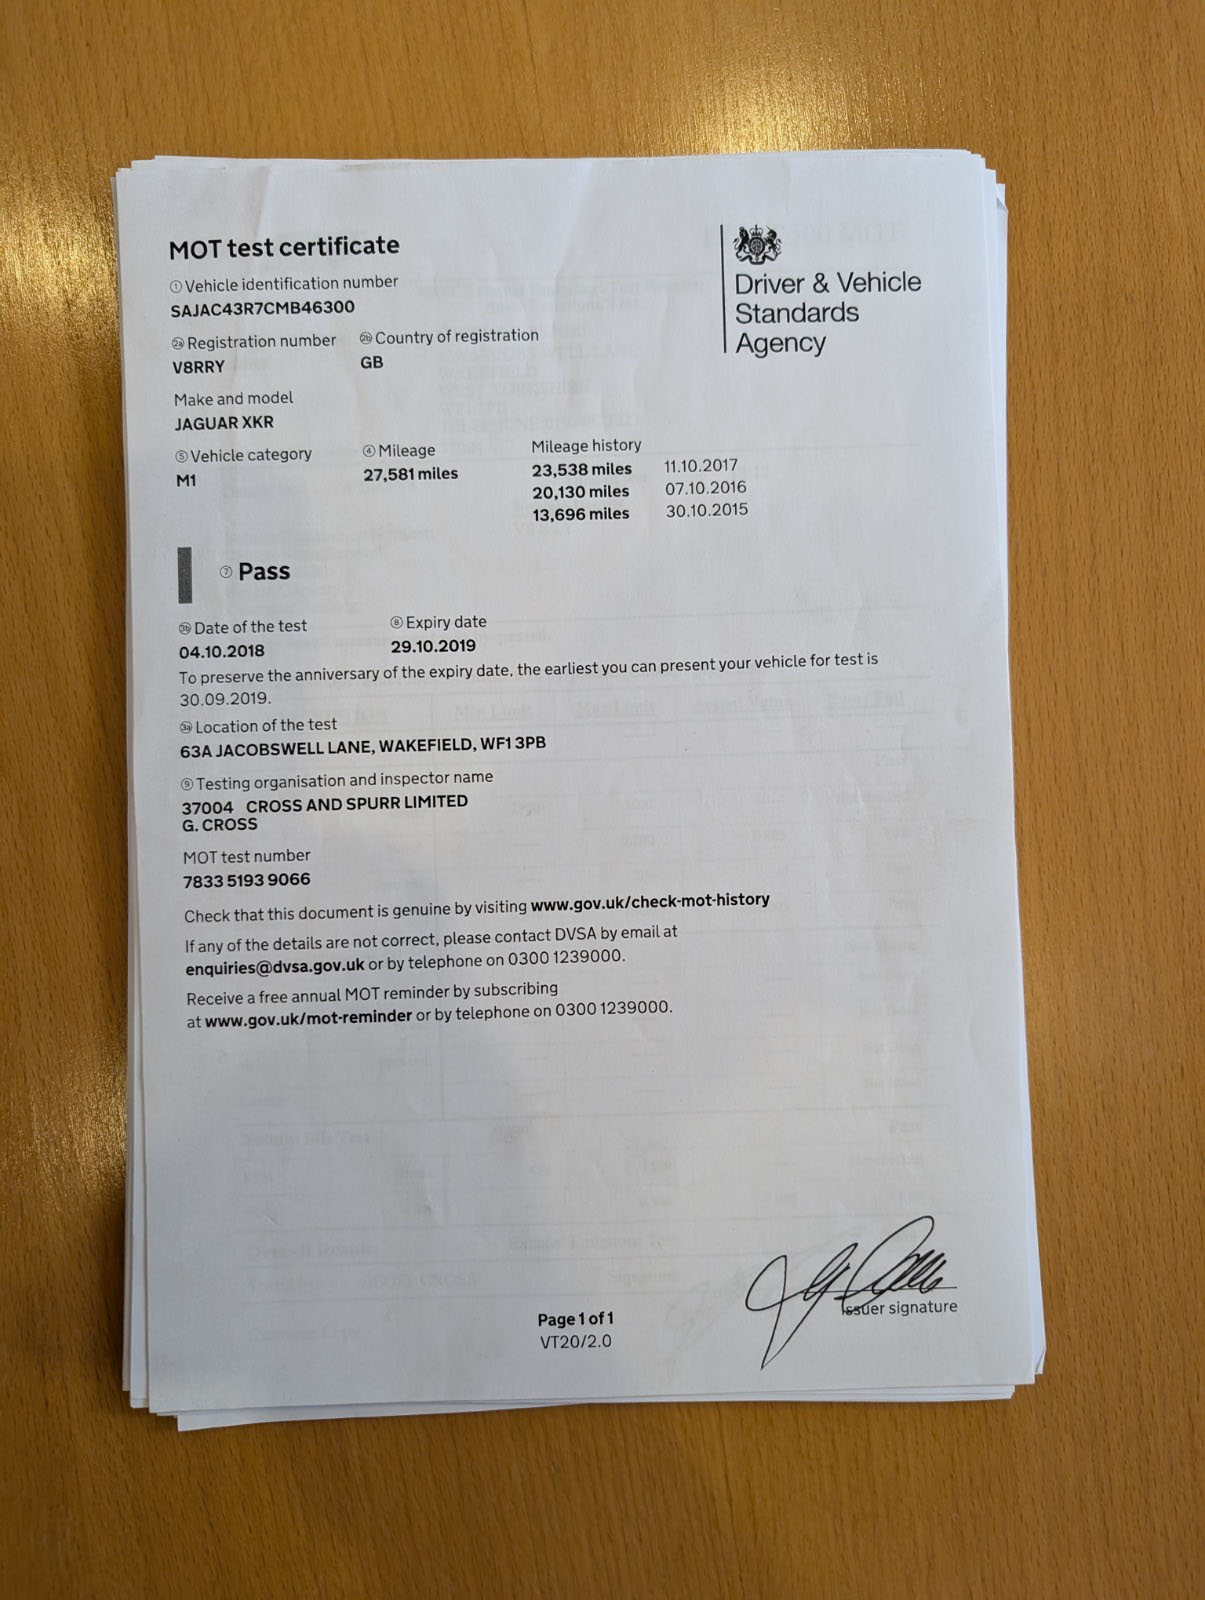 MOT test certificate
① Vehicle identification number
SAJAC43R7CMB46300
2a Registration number 2b Country of registration
V8RRY GB
Make and model
JAGUAR XKR
⑤ Vehicle category ④ Mileage Mileage history
M1 27,581 miles 23,538 miles 11.10.2017
20,130 miles 07.10.2016
13,696 miles 30.10.2015
⑦ Pass
3b Date of the test ⑧ Expiry date
04.10.2018 29.10.2019
To preserve the anniversary of the expiry date, the earliest you can present your vehicle for test is
30.09.2019.
3a Location of the test
63A JACOBSWELL LANE, WAKEFIELD, WF1 3PB
⑨ Testing organisation and inspector name
37004 CROSS AND SPURR LIMITED
G. CROSS
MOT test number
7833 5193 9066
Check that this document is genuine by visiting www.gov.uk/check-mot-history
If any of the details are not correct, please contact DVSA by email at
enquiries@dvsa.gov.uk or by telephone on 0300 1239000.
Receive a free annual MOT reminder by subscribing
at www.gov.uk/mot-reminder or by telephone on 0300 1239000.
Driver & Vehicle
Standards
Agency
Issuer signature
Page 1 of 1
VT20/2.0